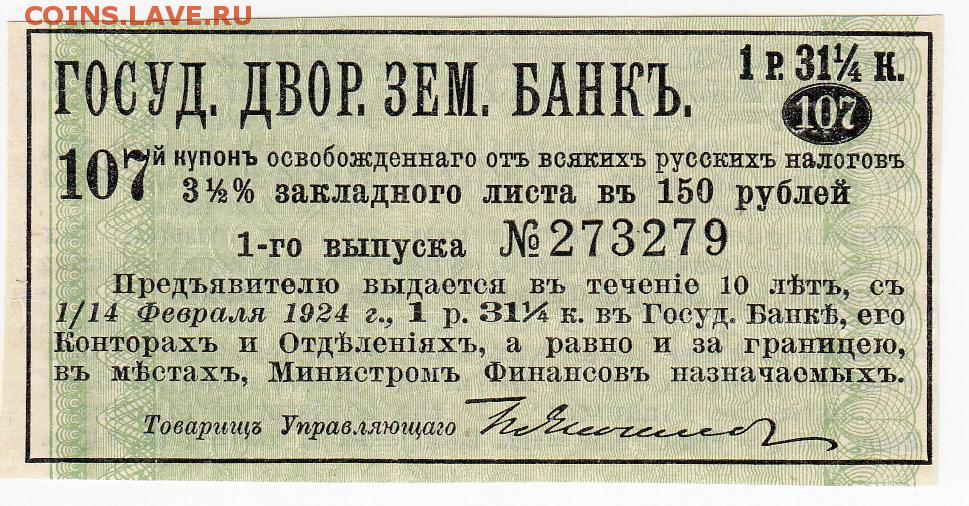 COINS.LAVE.RU
ГОСУД. ДВОР. ЗЕМ. БАНКЪ.
1 Р. 31¼ К.
107
107й купонъ освобожденнаго отъ всякихъ русскихъ налоговъ
3½% закладного листа въ 150 рублей
1-го выпуска №273279
Предъявителю выдается въ теченіе 10 лѣтъ, съ
1/14 Февраля 1924 г., 1 р. 31¼ к. въ Госуд. Банкѣ, его
Конторахъ и Отдѣленіяхъ, а равно и за границею,
въ мѣстахъ, Министромъ Финансовъ назначаемыхъ.
Товарищъ Управляющаго